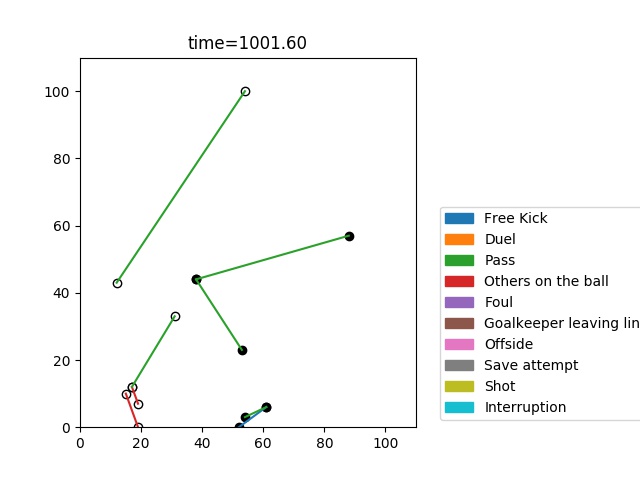 time=1001.60
100
80
60
40
20
0
0 20 40 60 80 100
Free Kick
Duel
Pass
Others on the ball
Foul
Goalkeeper leaving lin
Offside
Save attempt
Shot
Interruption